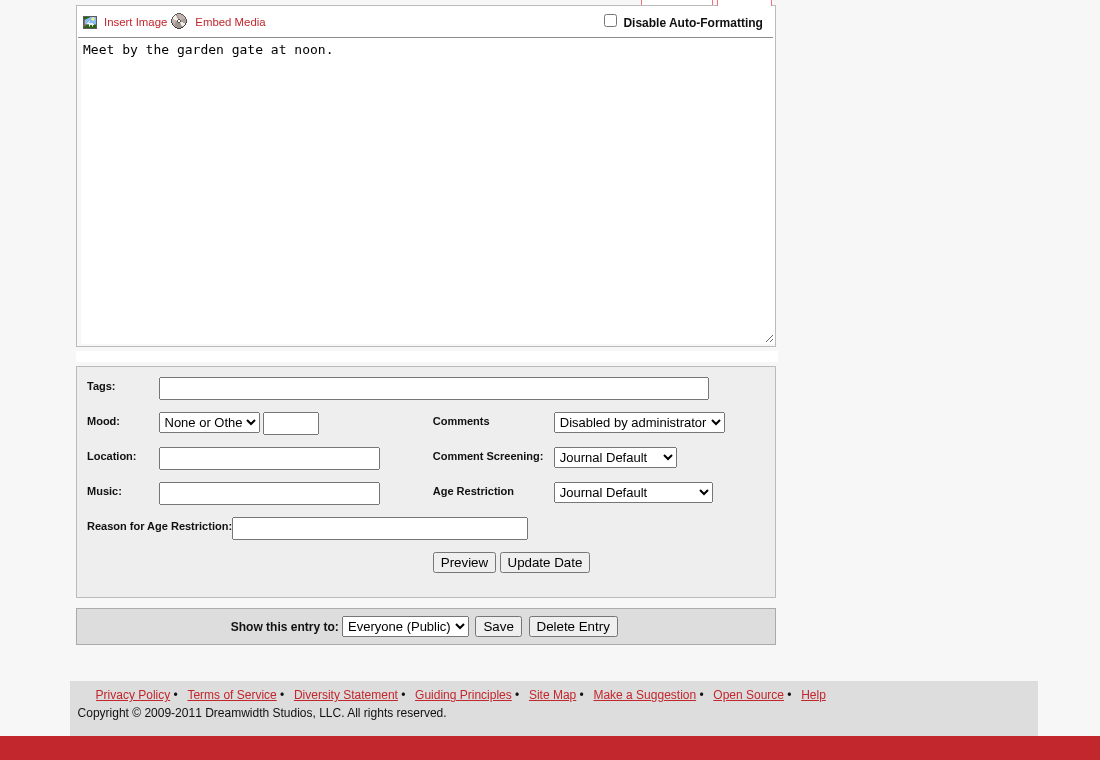 Insert Image Embed Media Disable Auto-Formatting
Meet by the garden gate at noon.
Tags:
Mood: None or Othe Comments Disabled by administrator
Location: Comment Screening: Journal Default
Music: Age Restriction Journal Default
Reason for Age Restriction:
Preview Update Date
Show this entry to: Everyone (Public) Save Delete Entry
Privacy Policy • Terms of Service • Diversity Statement • Guiding Principles • Site Map • Make a Suggestion • Open Source • Help
Copyright © 2009-2011 Dreamwidth Studios, LLC. All rights reserved.